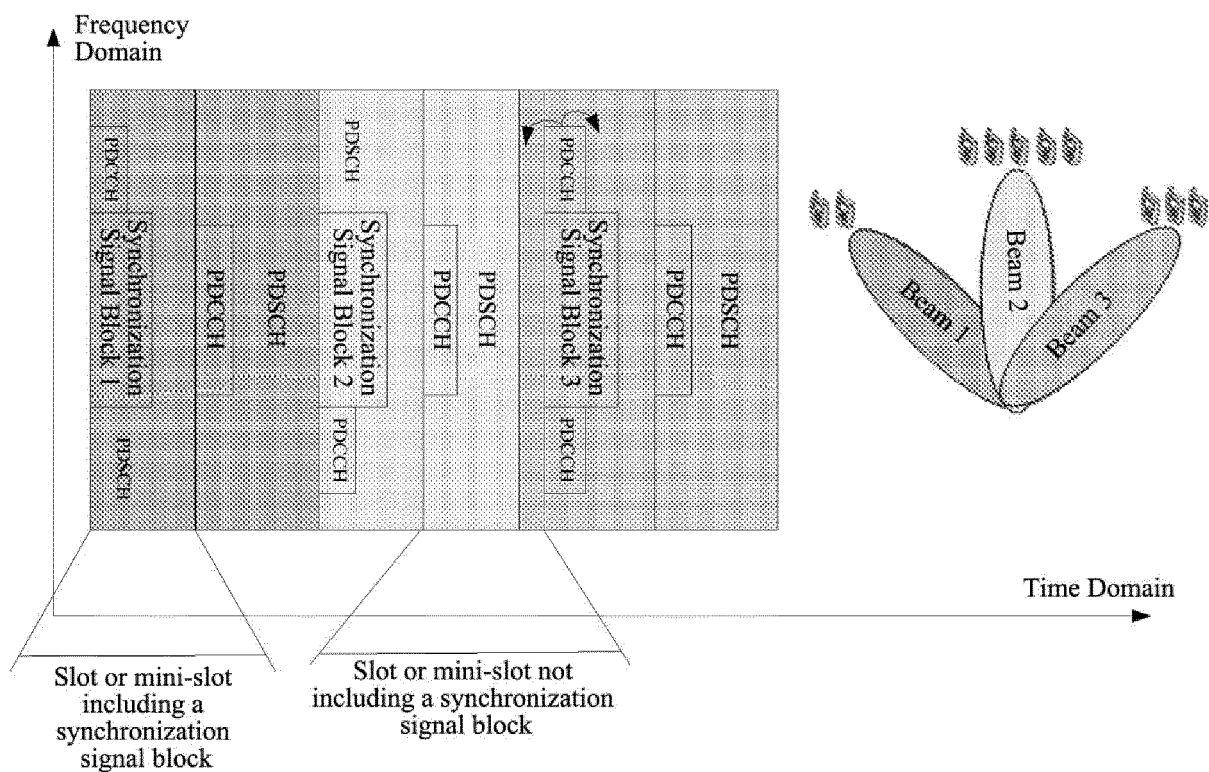 Frequency
Domain
PDCCH
Synchronization
Signal Block 1
PDSCH
PDCCH
PDSCH
PDSCH
Synchronization
Signal Block 2
PDCCH
PDCCH
PDSCH
PDCCH
Synchronization
Signal Block 3
PDCCH
PDCCH
PDSCH
Beam 1
Beam 2
Beam 3
Time Domain
Slot or mini-slot
including a
synchronization
signal block
Slot or mini-slot not
including a synchronization
signal block